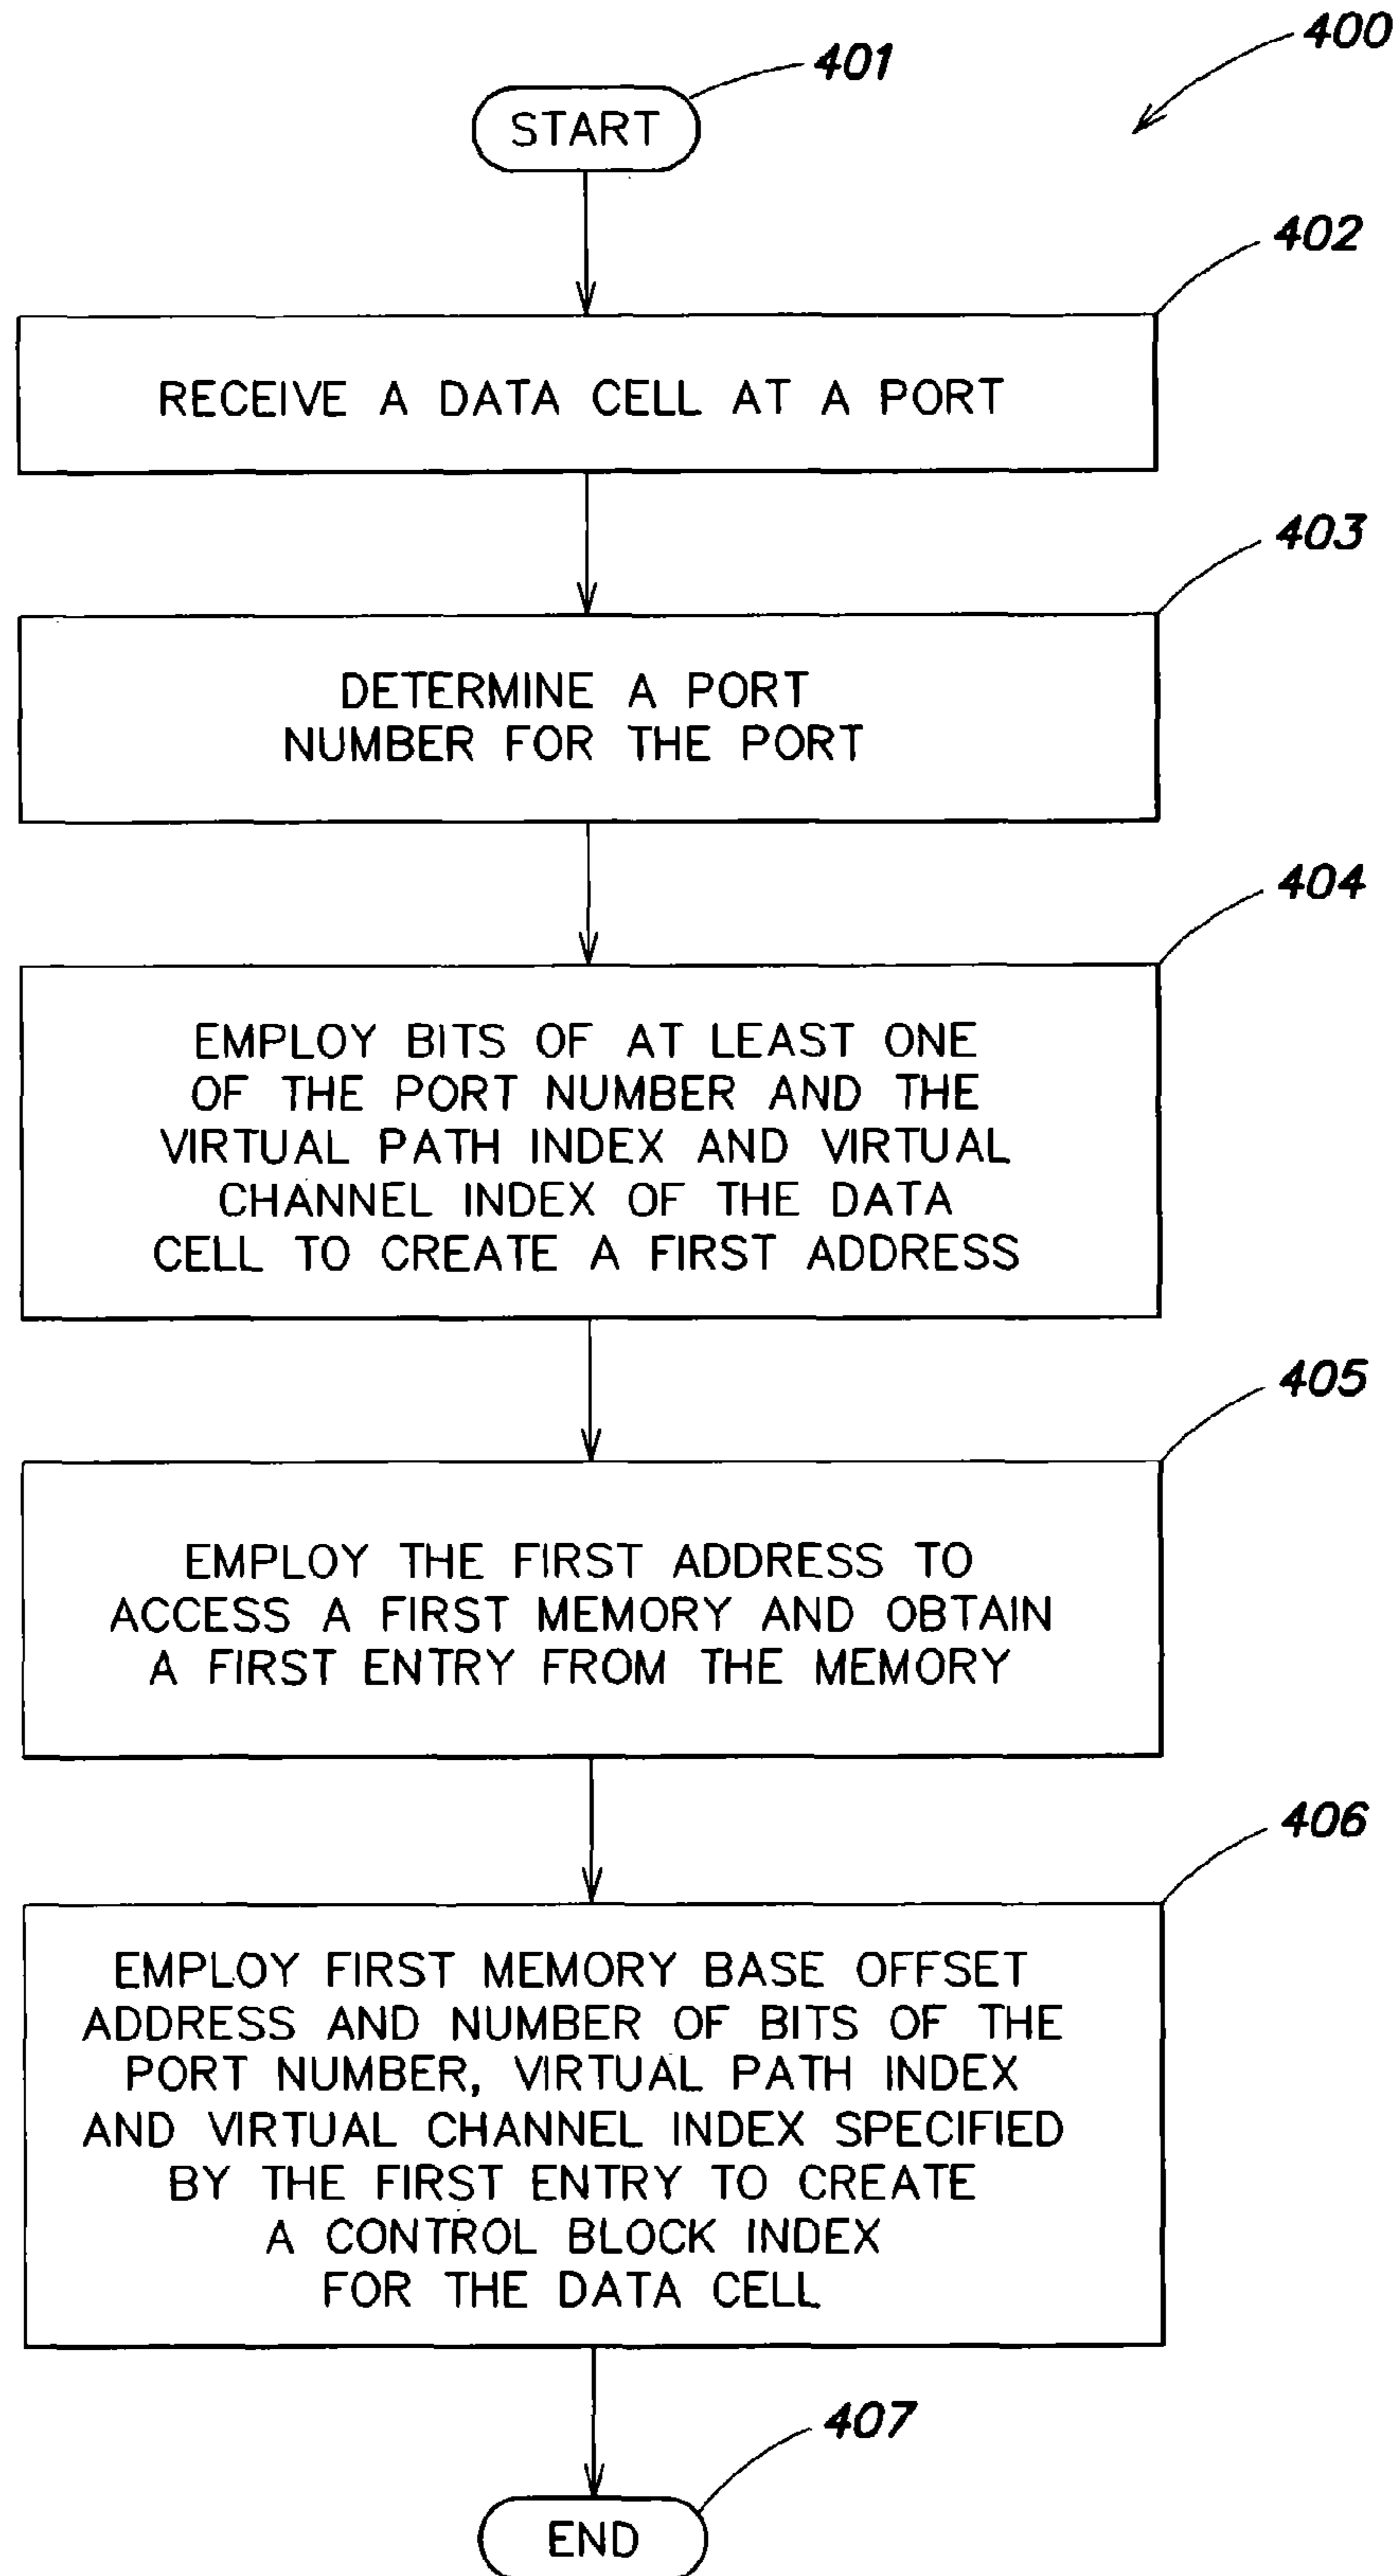 400
401
START
402
RECEIVE A DATA CELL AT A PORT
403
DETERMINE A PORT
NUMBER FOR THE PORT
404
EMPLOY BITS OF AT LEAST ONE
OF THE PORT NUMBER AND THE
VIRTUAL PATH INDEX AND VIRTUAL
CHANNEL INDEX OF THE DATA
CELL TO CREATE A FIRST ADDRESS
405
EMPLOY THE FIRST ADDRESS TO
ACCESS A FIRST MEMORY AND OBTAIN
A FIRST ENTRY FROM THE MEMORY
406
EMPLOY FIRST MEMORY BASE OFFSET
ADDRESS AND NUMBER OF BITS OF THE
PORT NUMBER, VIRTUAL PATH INDEX
AND VIRTUAL CHANNEL INDEX SPECIFIED
BY THE FIRST ENTRY TO CREATE
A CONTROL BLOCK INDEX
FOR THE DATA CELL
407
END